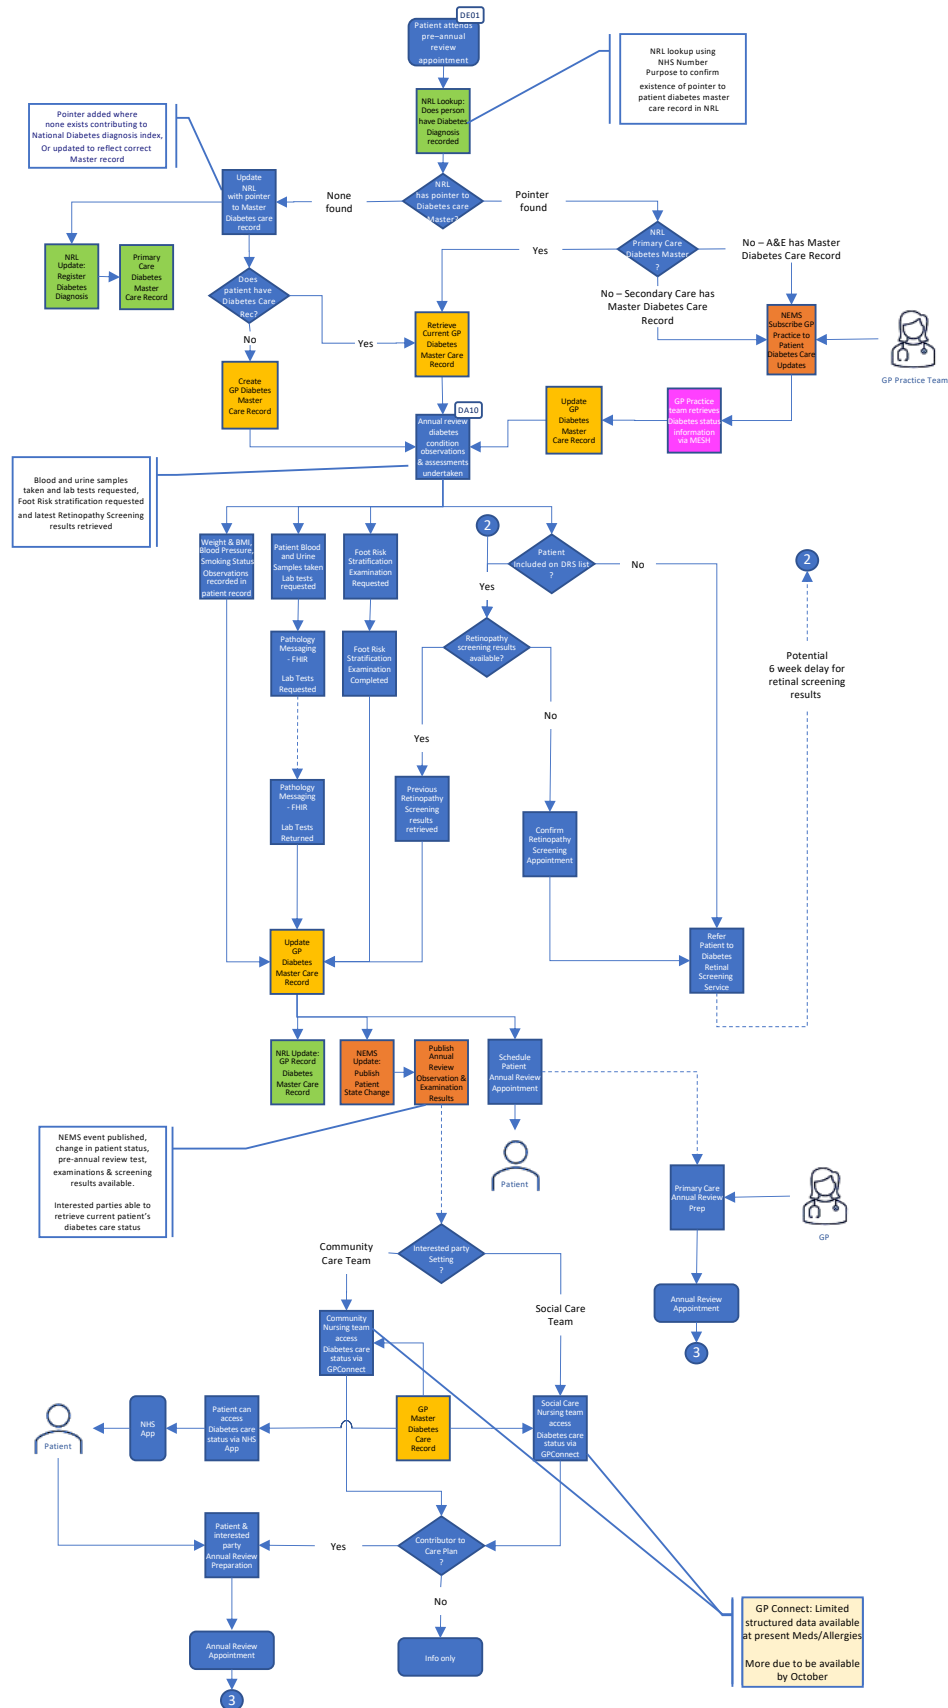 DE01
Patient attends
pre–annual
review
appointment
NRL lookup using
NHS Number
Purpose to confirm
existence of pointer to
patient diabetes master
care record in NRL
NRL Lookup:
Does person
have Diabetes
Diagnosis
recorded
Pointer added where
none exists contributing to
National Diabetes diagnosis index,
Or updated to reflect correct
Master record
Update
NRL
with pointer
to Master
Diabetes care
record
None
found
NRL
has pointer to
Diabetes care
Master?
Pointer
found
NRL
Primary Care
Diabetes Master
?
Yes
No – A&E has Master
Diabetes Care Record
NRL
Update:
Register
Diabetes
Diagnosis
Primary
Care
Diabetes
Master
Care Record
Does
patient have
Diabetes Care
Rec?
No – Secondary Care has
Master Diabetes Care
Record
NEMS
Subscribe GP
Practice to
Patient
Diabetes Care
Updates
GP Practice Team
No
Yes
Retrieve
Current GP
Diabetes
Master Care
Record
Create
GP Diabetes
Master
Care Record
DA10
Annual review
diabetes
condition
observations
& assessments
undertaken
Update
GP
Diabetes
Master
Care Record
GP Practice
team retrieves
Diabetes status
information
via MESH
Blood and urine samples
taken and lab tests requested,
Foot Risk stratification requested
and latest Retinopathy Screening
results retrieved
Weight & BMI,
Blood Pressure,
Smoking Status
Observations
recorded in
patient record
Patient Blood
and Urine
Samples taken
Lab tests
requested
Foot Risk
Stratification
Examination
Requested
2
Patient
Included on DRS list
?
No
2
Yes
Pathology
Messaging
- FHIR
Lab Tests
Requested
Foot Risk
Stratification
Examination
Completed
Retinopathy
screening results
available?
Potential
6 week delay for
retinal screening
results
No
Yes
Pathology
Messaging
- FHIR
Lab Tests
Returned
Previous
Retinopathy
Screening
results
retrieved
Confirm
Retinopathy
Screening
Appointment
Update
GP
Diabetes
Master Care
Record
Refer
Patient to
Diabetes
Retinal
Screening
Service
NRL Update:
GP Record
Diabetes
Master Care
Record
NEMS
Update:
Publish
Patient
State Change
Publish
Annual
Review
Observation &
Examination
Results
Schedule
Patient
Annual Review
Appointment
NEMS event published,
change in patient status,
pre-annual review test,
examinations & screening
results available.
Interested parties able to
retrieve current patient's
diabetes care status
Patient
Primary Care
Annual Review
Prep
GP
Community
Care Team
Interested party
Setting
?
Annual Review
Appointment
Social Care
Team
3
Community
Nursing team
access
Diabetes care
status via
GPConnect
Patient
NHS
App
Patient can
access
Diabetes care
status via NHS
App
GP
Master
Diabetes
Care
Record
Social Care
Nursing team
access
Diabetes care
status via
GPConnect
Patient &
interested
party
Annual Review
Preparation
Yes
Contributor to
Care Plan
?
No
GP Connect: Limited
structured data available
at present Meds/Allergies
More due to be available
by October
Annual Review
Appointment
Info only
3